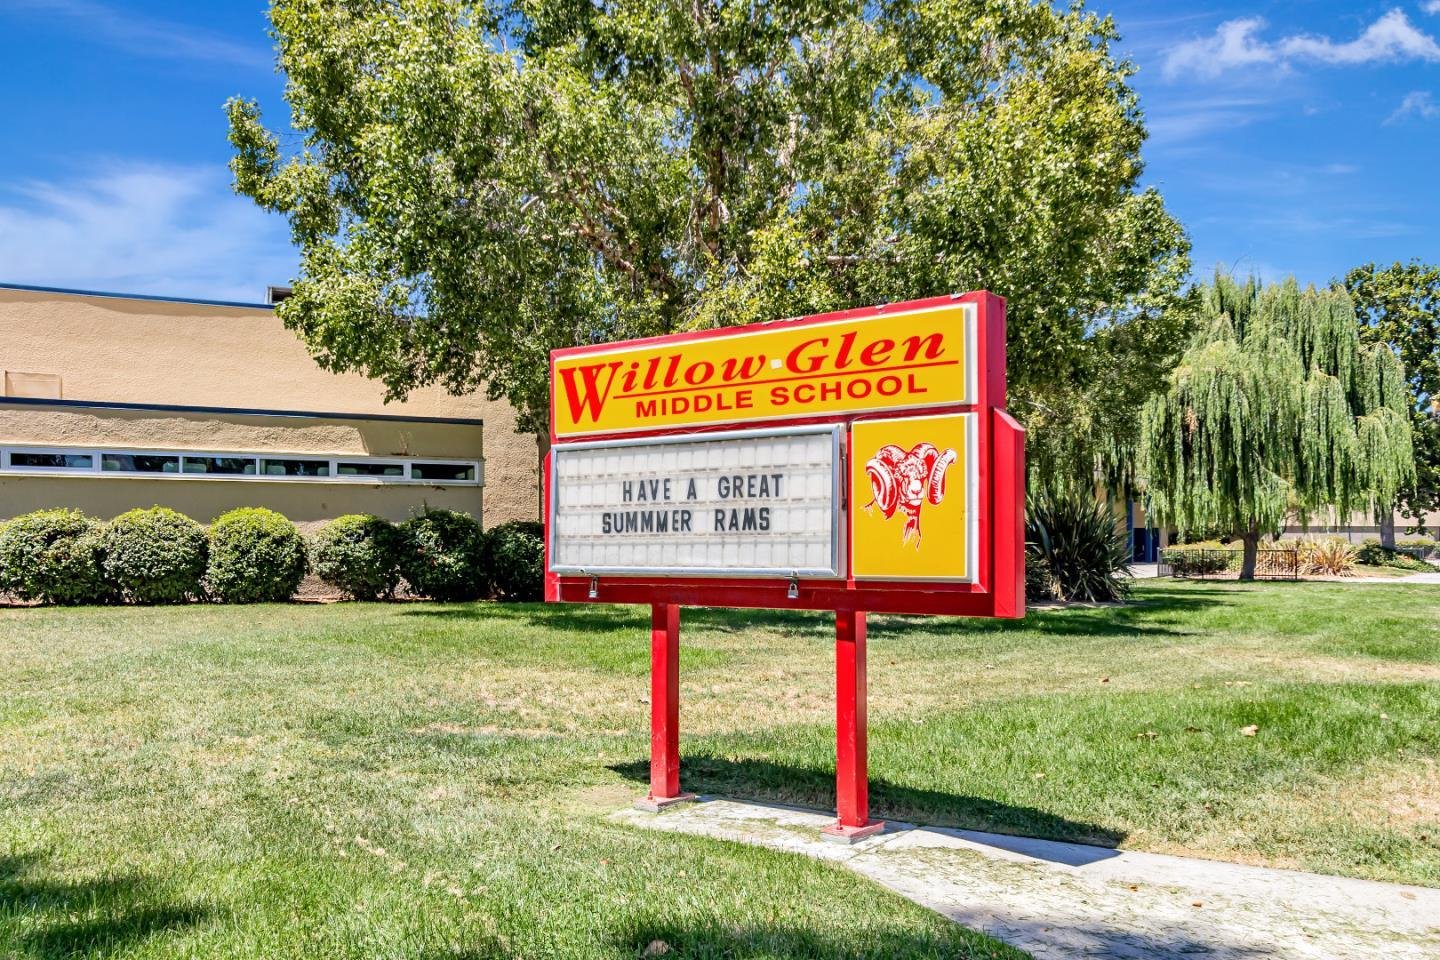 Willow Glen
MIDDLE SCHOOL
HAVE A GREAT
SUMMMER RAMS